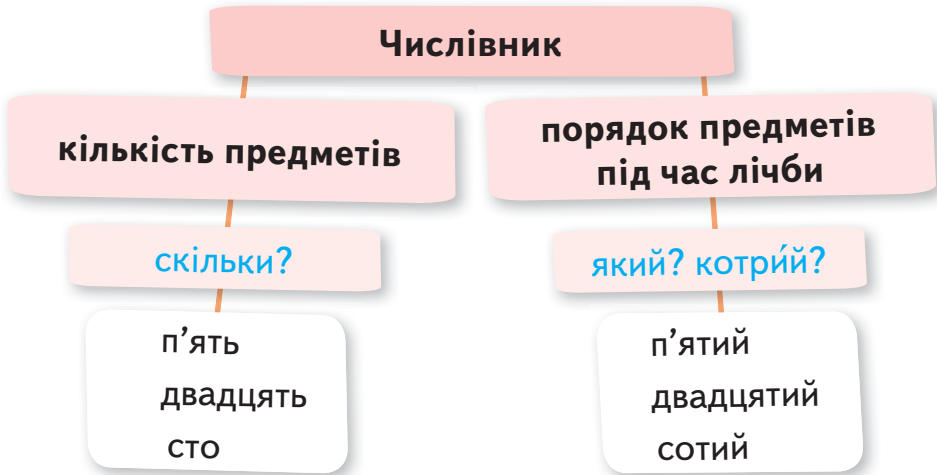 Числівник
кількість предметів
порядок предметів
під час лічби
скільки?
який? котри́й?
п’ять
двадцять
сто
п’ятий
двадцятий
сотий